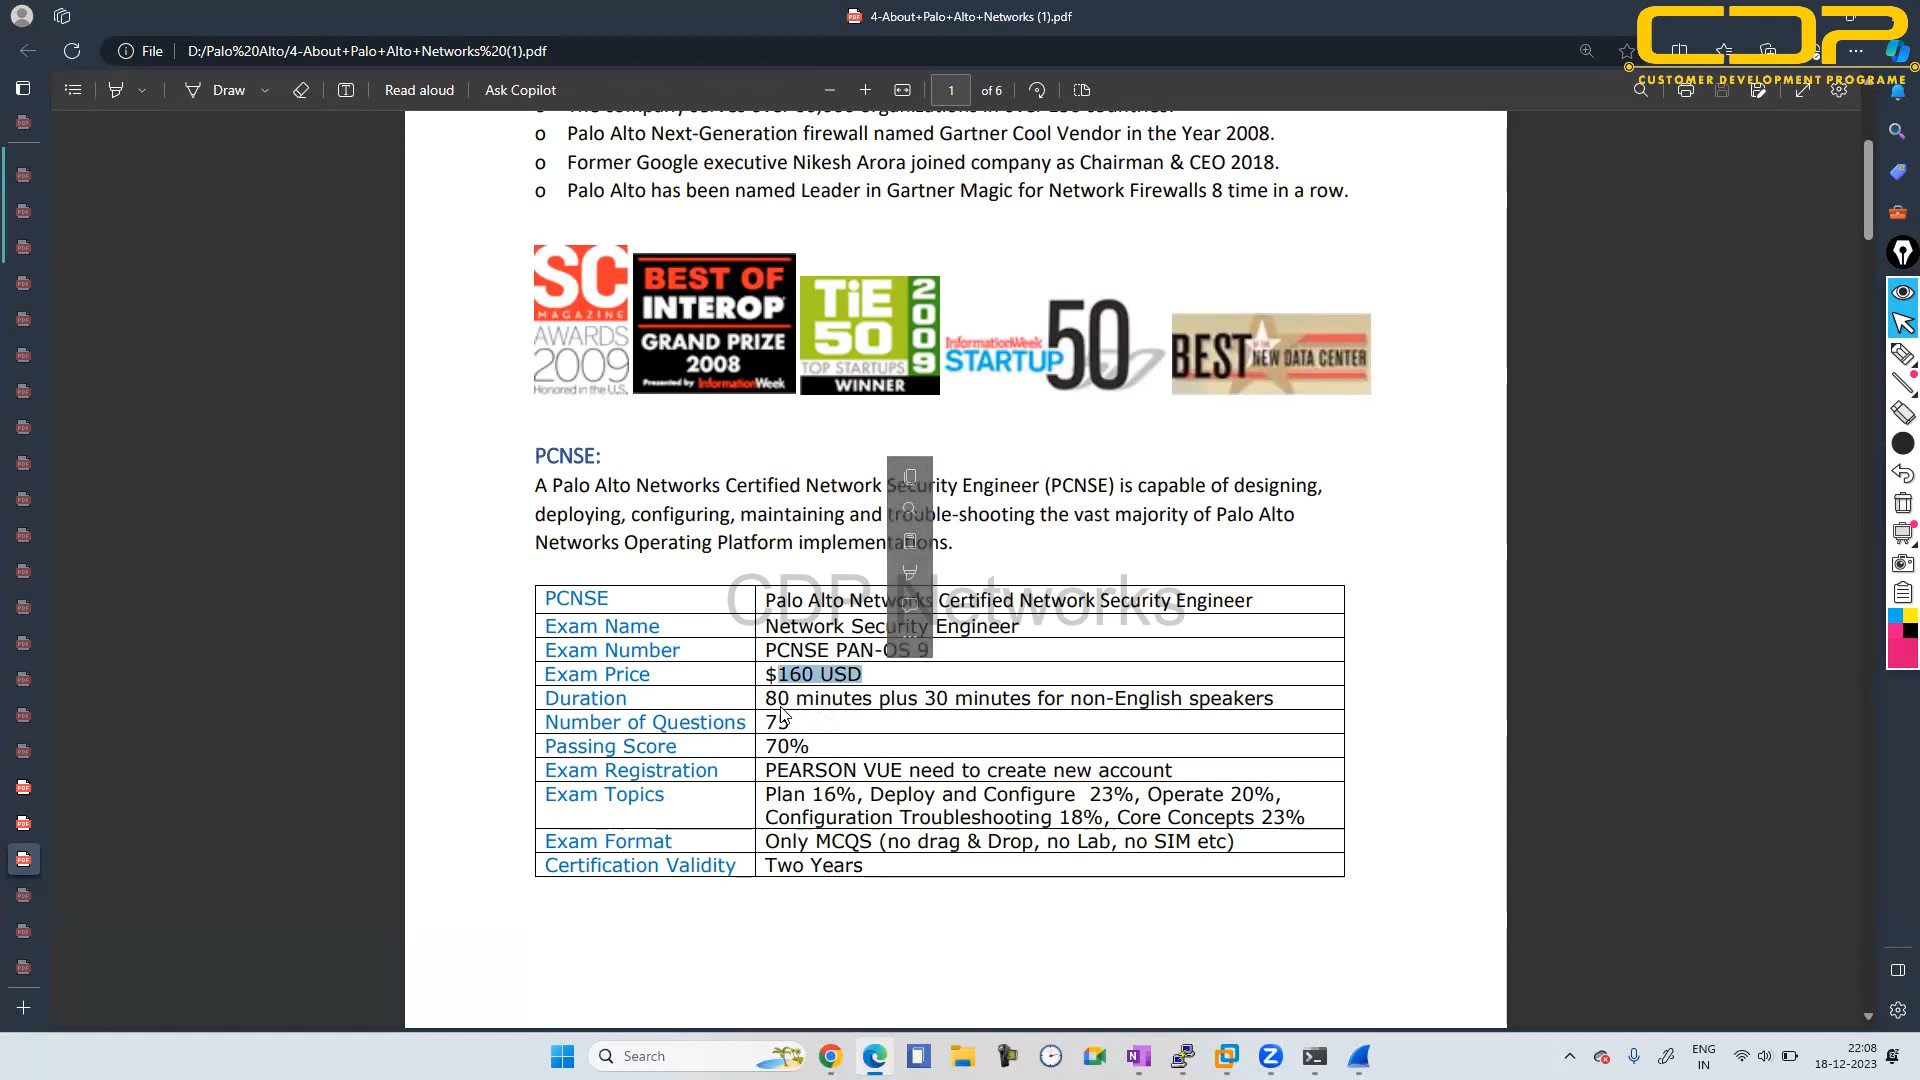 4-About+Palo+Alto+Networks (1).pdf
File
D:/Palo%20Alto/4-About+Palo+Alto+Networks%20(1).pdf
CDP
CUSTOMER DEVELOPMENT PROGRAME
Draw
Read aloud
Ask Copilot
1
of 6
o Palo Alto Next-Generation firewall named Gartner Cool Vendor in the Year 2008.
o Former Google executive Nikesh Arora joined company as Chairman & CEO 2018.
o Palo Alto has been named Leader in Gartner Magic for Network Firewalls 8 time in a row.
SC
MAGAZINE
AWARDS
2009
Honored in the U.S.
BEST OF
INTEROP
GRAND PRIZE
2008
Presented by InformationWeek
TiE
50
2009
TOP STARTUPS
WINNER
InformationWeek
STARTUP 50
BEST
NEW DATA CENTER
PCNSE:
A Palo Alto Networks Certified Network Security Engineer (PCNSE) is capable of designing,
deploying, configuring, maintaining and trouble-shooting the vast majority of Palo Alto
Networks Operating Platform implementations.
CDP Networks
PCNSE Palo Alto Networks Certified Network Security Engineer
Exam Name Network Security Engineer
Exam Number PCNSE PAN-OS 9
Exam Price $160 USD
Duration 80 minutes plus 30 minutes for non-English speakers
Number of Questions 75
Passing Score 70%
Exam Registration PEARSON VUE need to create new account
Exam Topics Plan 16%, Deploy and Configure 23%, Operate 20%,
Configuration Troubleshooting 18%, Core Concepts 23%
Exam Format Only MCQS (no drag & Drop, no Lab, no SIM etc)
Certification Validity Two Years
Search
ENG
IN
22:08
18-12-2023